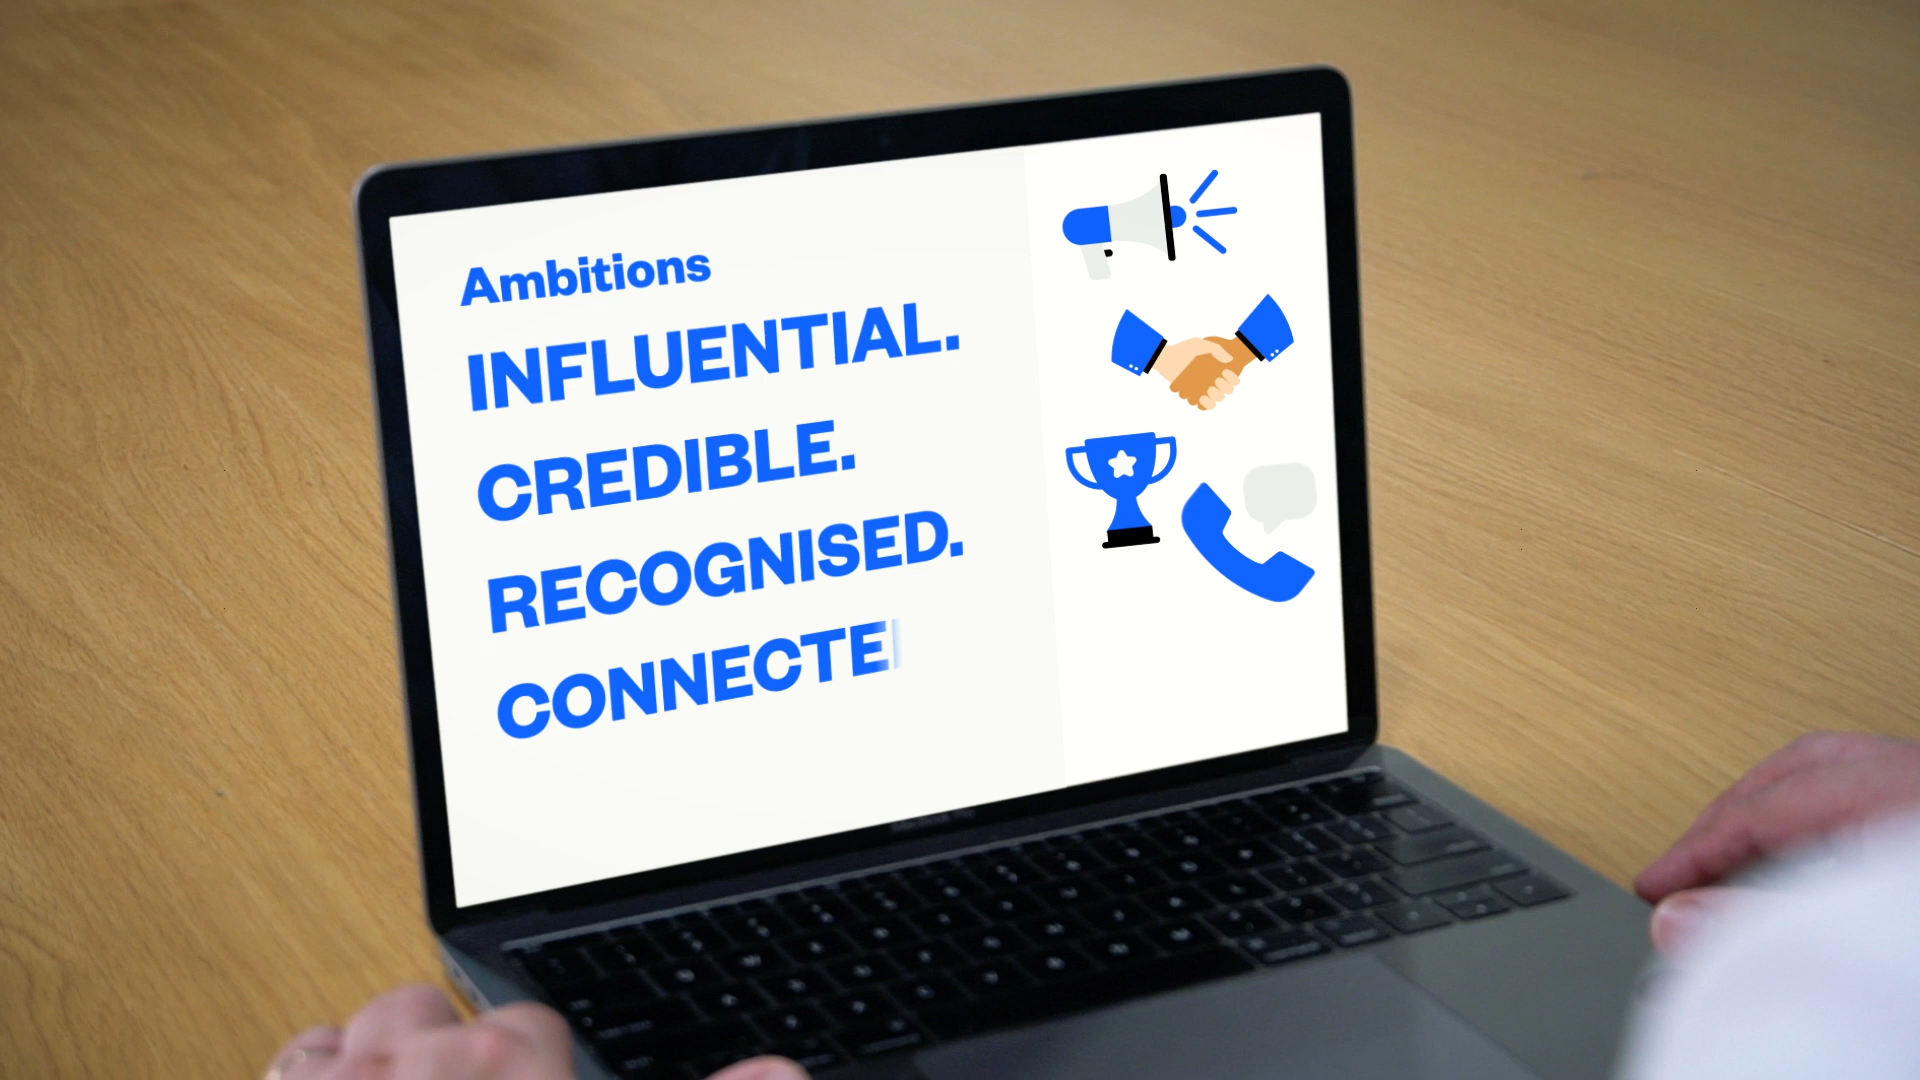 Ambitions
INFLUENTIAL.
CREDIBLE.
RECOGNISED.
CONNECTE